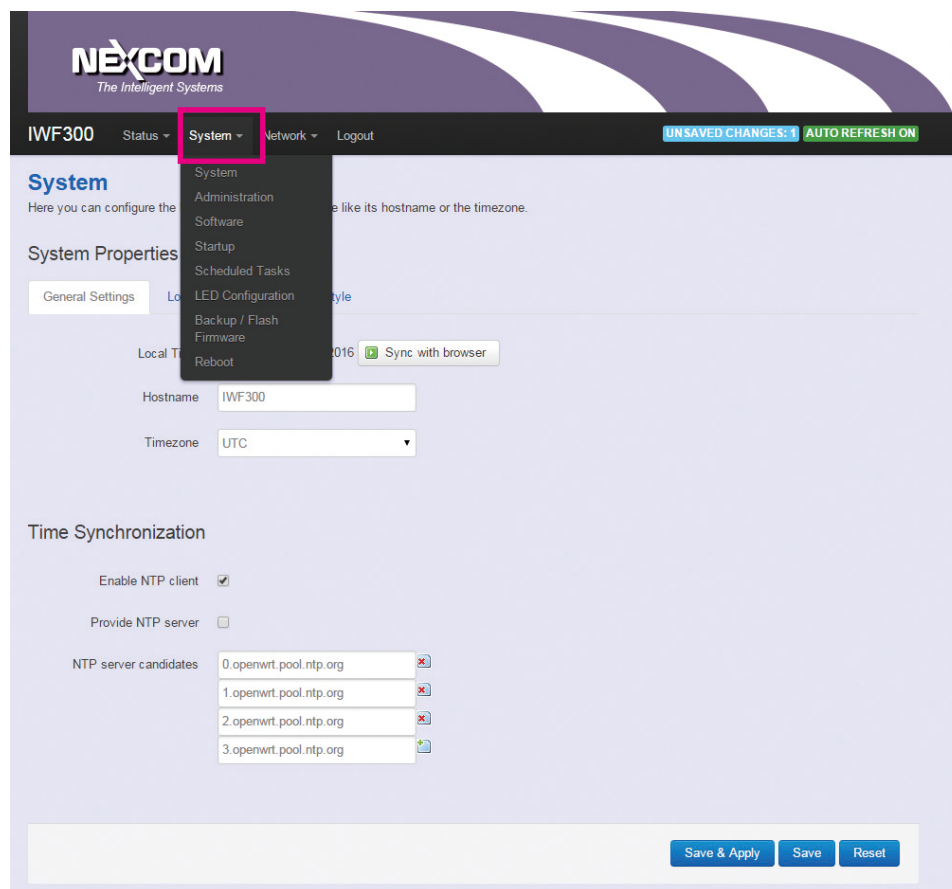 NEXCOM
The Intelligent Systems
IWF300 Status System Network Logout UNSAVED CHANGES: 1 AUTO REFRESH ON
System
Administration
Software
Startup
Scheduled Tasks
LED Configuration
Backup / Flash
Firmware
Reboot
System
Here you can configure the like its hostname or the timezone.
System Properties
General Settings
Local 2016 Sync with browser
Hostname IWF300
Timezone UTC
Time Synchronization
Enable NTP client
Provide NTP server
NTP server candidates 0.openwrt.pool.ntp.org
1.openwrt.pool.ntp.org
2.openwrt.pool.ntp.org
3.openwrt.pool.ntp.org
Save & Apply Save Reset